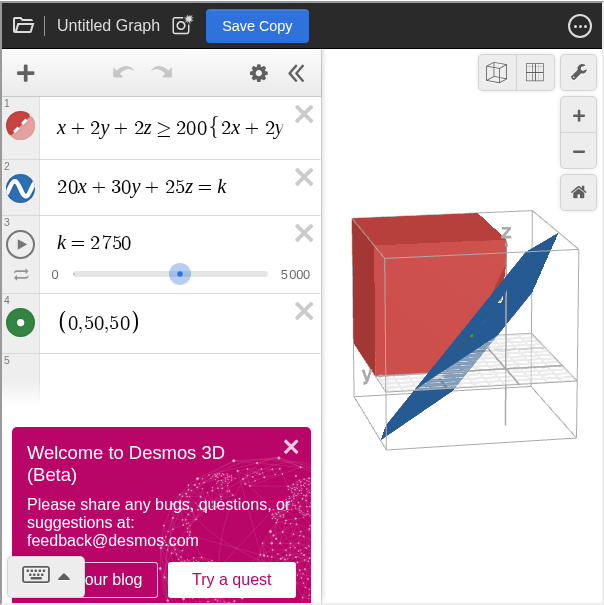 Untitled Graph
Save Copy
1
x + 2y + 2z ≥ 200{2x + 2y
2
20x + 30y + 25z = k
3
k = 2750
0
5000
4
(0,50,50)
5
z
y
Welcome to Desmos 3D
(Beta)
Please share any bugs, questions, or
suggestions at:
feedback@desmos.com
our blog
Try a quest